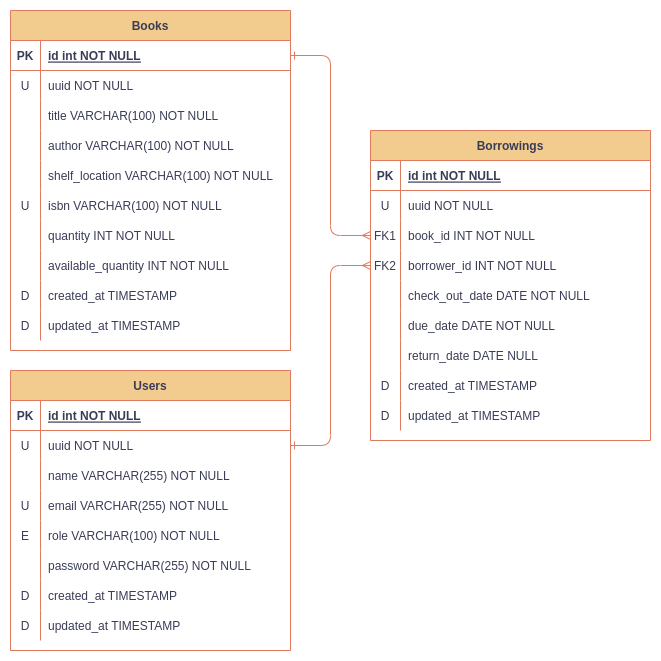 Books
PK id int NOT NULL
U uuid NOT NULL
title VARCHAR(100) NOT NULL
author VARCHAR(100) NOT NULL
shelf_location VARCHAR(100) NOT NULL
U isbn VARCHAR(100) NOT NULL
quantity INT NOT NULL
available_quantity INT NOT NULL
D created_at TIMESTAMP
D updated_at TIMESTAMP
Users
PK id int NOT NULL
U uuid NOT NULL
name VARCHAR(255) NOT NULL
U email VARCHAR(255) NOT NULL
E role VARCHAR(100) NOT NULL
password VARCHAR(255) NOT NULL
D created_at TIMESTAMP
D updated_at TIMESTAMP
Borrowings
PK id int NOT NULL
U uuid NOT NULL
FK1 book_id INT NOT NULL
FK2 borrower_id INT NOT NULL
check_out_date DATE NOT NULL
due_date DATE NOT NULL
return_date DATE NULL
D created_at TIMESTAMP
D updated_at TIMESTAMP